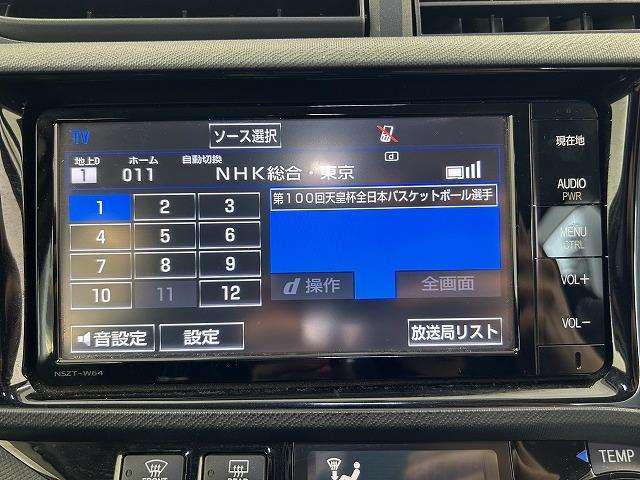 TV
ソース選択
地上D ホーム 自動切換
1 011 NHK総合・東京
d
第100回天皇杯全日本バスケットボール選手
1 2 3
4 5 6
7 8 9
10 11 12
d 操作 全画面
音設定 設定 放送局リスト
現在地
AUDIO
PWR
MENU
CTRL
VOL+
VOL−
NSZT-W64
FRONT REAR
TEMP